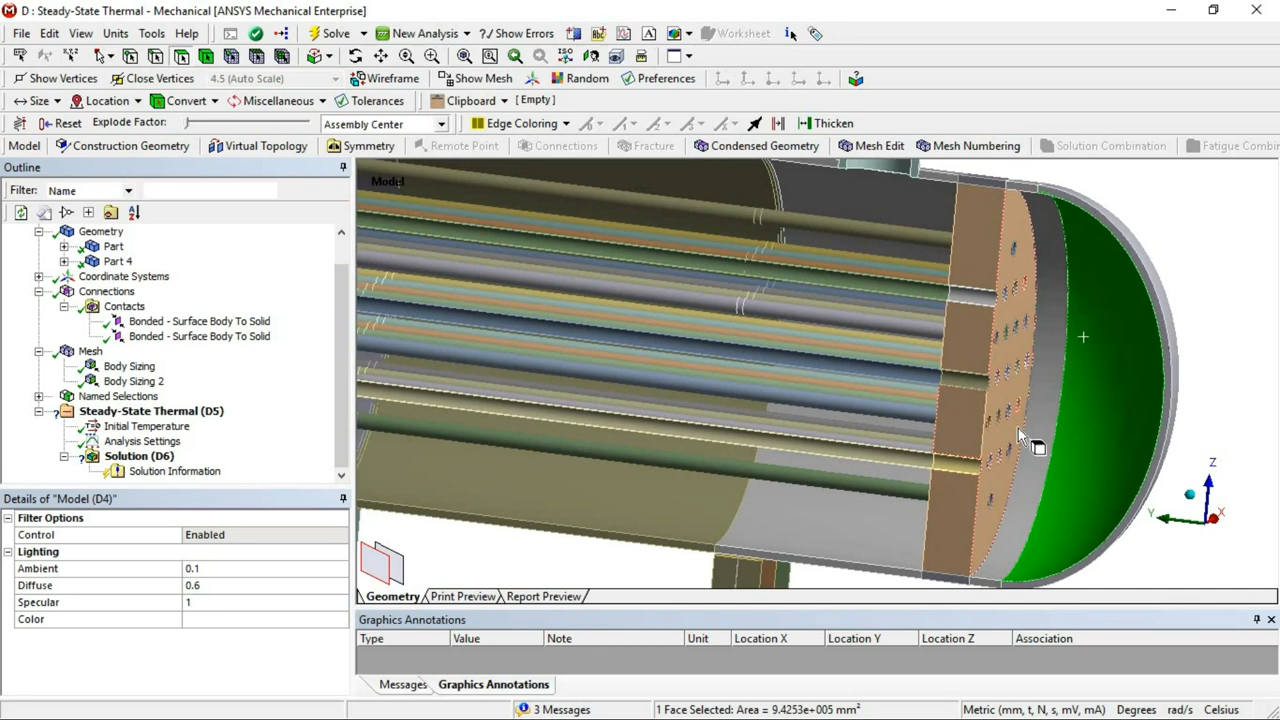 D : Steady-State Thermal - Mechanical [ANSYS Mechanical Enterprise]
File Edit View Units Tools Help Solve New Analysis ?/ Show Errors Worksheet
Show Vertices Close Vertices 4.5 (Auto Scale) Wireframe Show Mesh Random Preferences
Size Location Convert Miscellaneous Tolerances Clipboard [ Empty ]
Reset Explode Factor: Assembly Center Edge Coloring Thicken
Model Construction Geometry Virtual Topology Symmetry Remote Point Connections Fracture Condensed Geometry Mesh Edit Mesh Numbering Solution Combination Fatigue Combin
Outline
Filter: Name
Geometry
Part
Part 4
Coordinate Systems
Connections
Contacts
Bonded - Surface Body To Solid
Bonded - Surface Body To Solid
Mesh
Body Sizing
Body Sizing 2
Named Selections
Steady-State Thermal (D5)
Initial Temperature
Analysis Settings
Solution (D6)
Solution Information
Details of "Model (D4)"
Filter Options
Control Enabled
Lighting
Ambient 0.1
Diffuse 0.6
Specular 1
Color
Model
Z
Y X
Geometry Print Preview Report Preview
Graphics Annotations
Type Value Note Unit Location X Location Y Location Z Association
Messages Graphics Annotations
3 Messages 1 Face Selected: Area = 9.4253e+005 mm² Metric (mm, t, N, s, mV, mA) Degrees rad/s Celsius